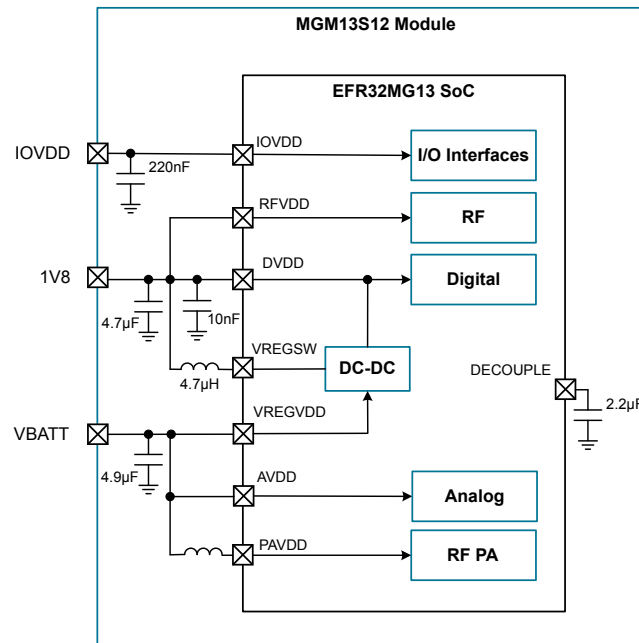 MGM13S12 Module
EFR32MG13 SoC
IOVDD
220nF
IOVDD
I/O Interfaces
RFVDD
RF
1V8
4.7µF
10nF
DVDD
Digital
4.7µH
VREGSW
DC-DC
DECOUPLE
2.2µF
VBATT
4.9µF
VREGVDD
AVDD
Analog
PAVDD
RF PA